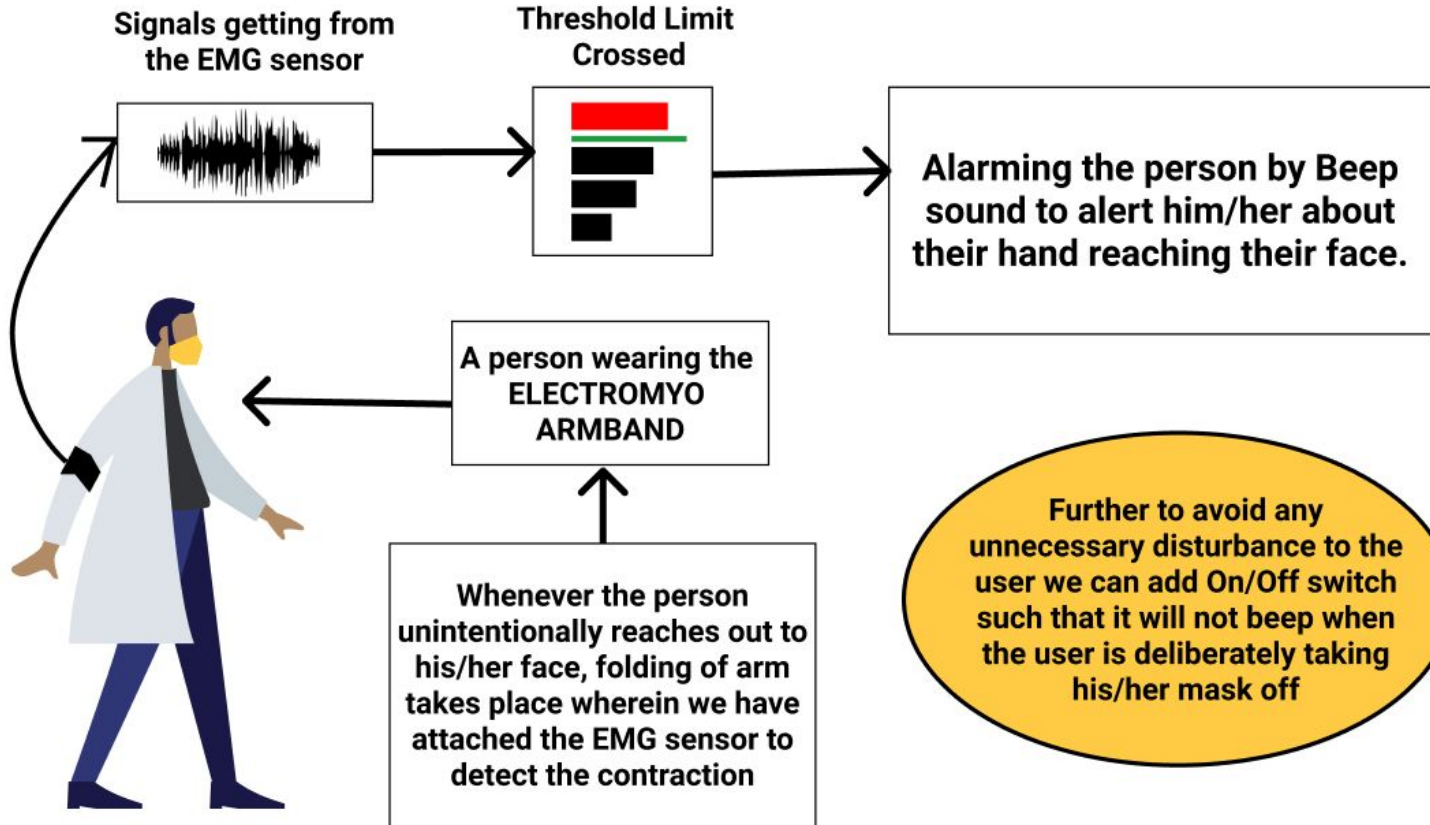 Signals getting from
the EMG sensor
Threshold Limit
Crossed
Alarming the person by Beep
sound to alert him/her about
their hand reaching their face.
A person wearing the
ELECTROMYO
ARMBAND
Whenever the person
unintentionally reaches out to
his/her face, folding of arm
takes place wherein we have
attached the EMG sensor to
detect the contraction
Further to avoid any
unnecessary disturbance to the
user we can add On/Off switch
such that it will not beep when
the user is deliberately taking
his/her mask off